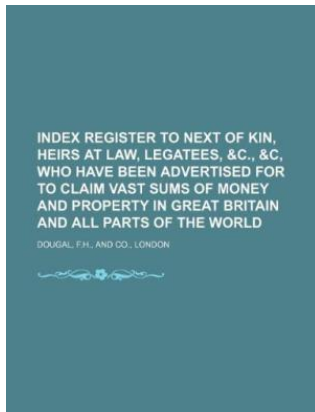 INDEX REGISTER TO NEXT OF KIN,
HEIRS AT LAW, LEGATEES, &C., &C,
WHO HAVE BEEN ADVERTISED FOR
TO CLAIM VAST SUMS OF MONEY
AND PROPERTY IN GREAT BRITAIN
AND ALL PARTS OF THE WORLD
DOUGAL, F.H., AND CO., LONDON